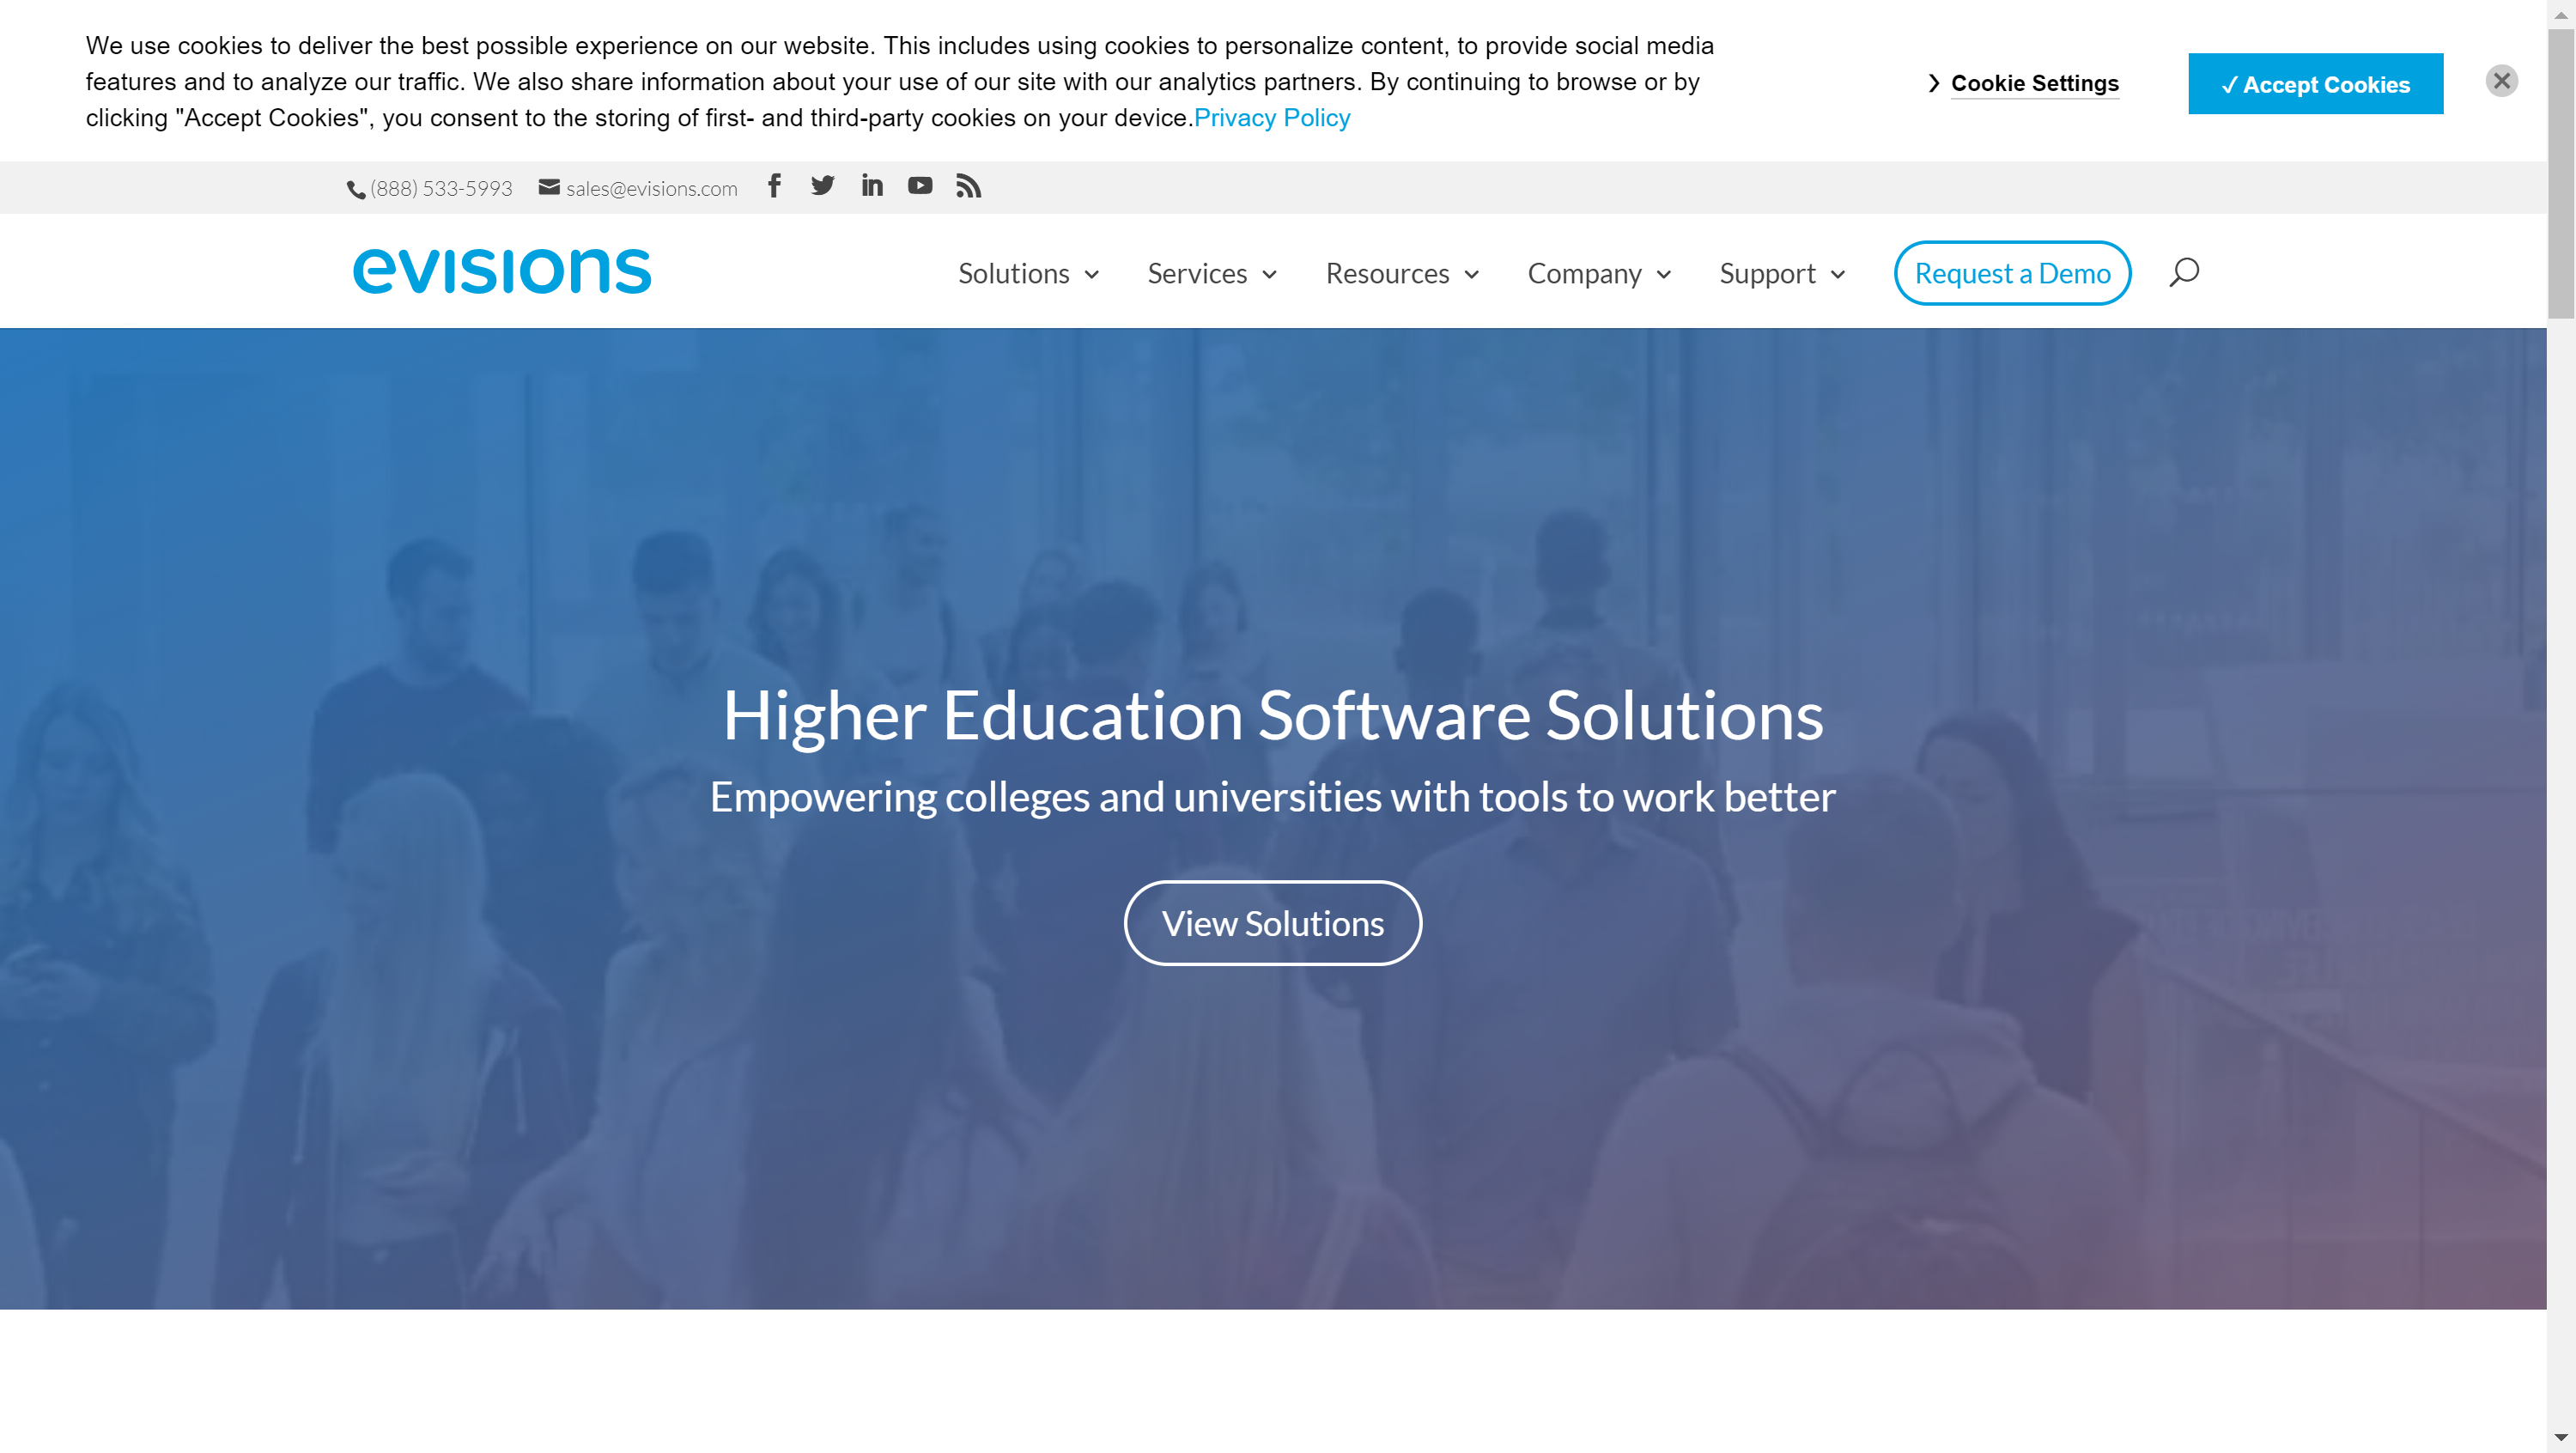 We use cookies to deliver the best possible experience on our website. This includes using cookies to personalize content, to provide social media
features and to analyze our traffic. We also share information about your use of our site with our analytics partners. By continuing to browse or by
clicking "Accept Cookies", you consent to the storing of first- and third-party cookies on your device.Privacy Policy
Cookie Settings
✓ Accept Cookies
(888) 533-5993 sales@evisions.com
evisions
Solutions Services Resources Company Support Request a Demo
Higher Education Software Solutions
Empowering colleges and universities with tools to work better
View Solutions